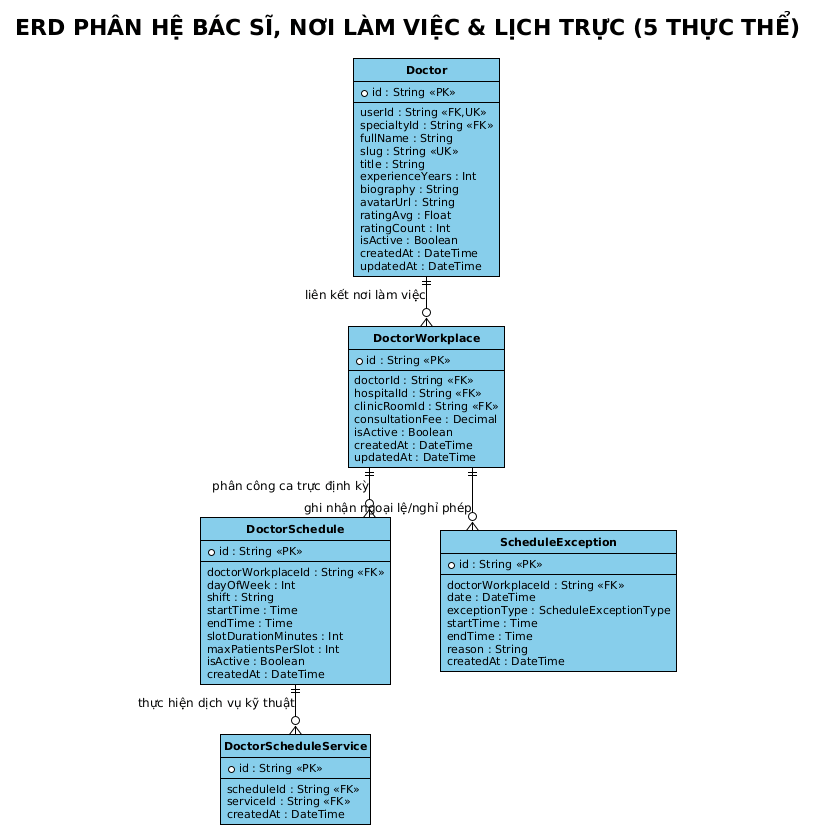 ERD PHÂN HỆ BÁC SĨ, NƠI LÀM VIỆC & LỊCH TRỰC (5 THỰC THỂ)
Doctor
id : String «PK»
userId : String «FK,UK»
specialtyId : String «FK»
fullName : String
slug : String «UK»
title : String
experienceYears : Int
biography : String
avatarUrl : String
ratingAvg : Float
ratingCount : Int
isActive : Boolean
createdAt : DateTime
updatedAt : DateTime
liên kết nơi làm việc
DoctorWorkplace
id : String «PK»
doctorId : String «FK»
hospitalId : String «FK»
clinicRoomId : String «FK»
consultationFee : Decimal
isActive : Boolean
createdAt : DateTime
updatedAt : DateTime
phân công ca trực định kỳ
ghi nhận ngoại lệ/nghỉ phép
DoctorSchedule
id : String «PK»
doctorWorkplaceId : String «FK»
dayOfWeek : Int
shift : String
startTime : Time
endTime : Time
slotDurationMinutes : Int
maxPatientsPerSlot : Int
isActive : Boolean
createdAt : DateTime
ScheduleException
id : String «PK»
doctorWorkplaceId : String «FK»
date : DateTime
exceptionType : ScheduleExceptionType
startTime : Time
endTime : Time
reason : String
createdAt : DateTime
thực hiện dịch vụ kỹ thuật
DoctorScheduleService
id : String «PK»
scheduleId : String «FK»
serviceId : String «FK»
createdAt : DateTime